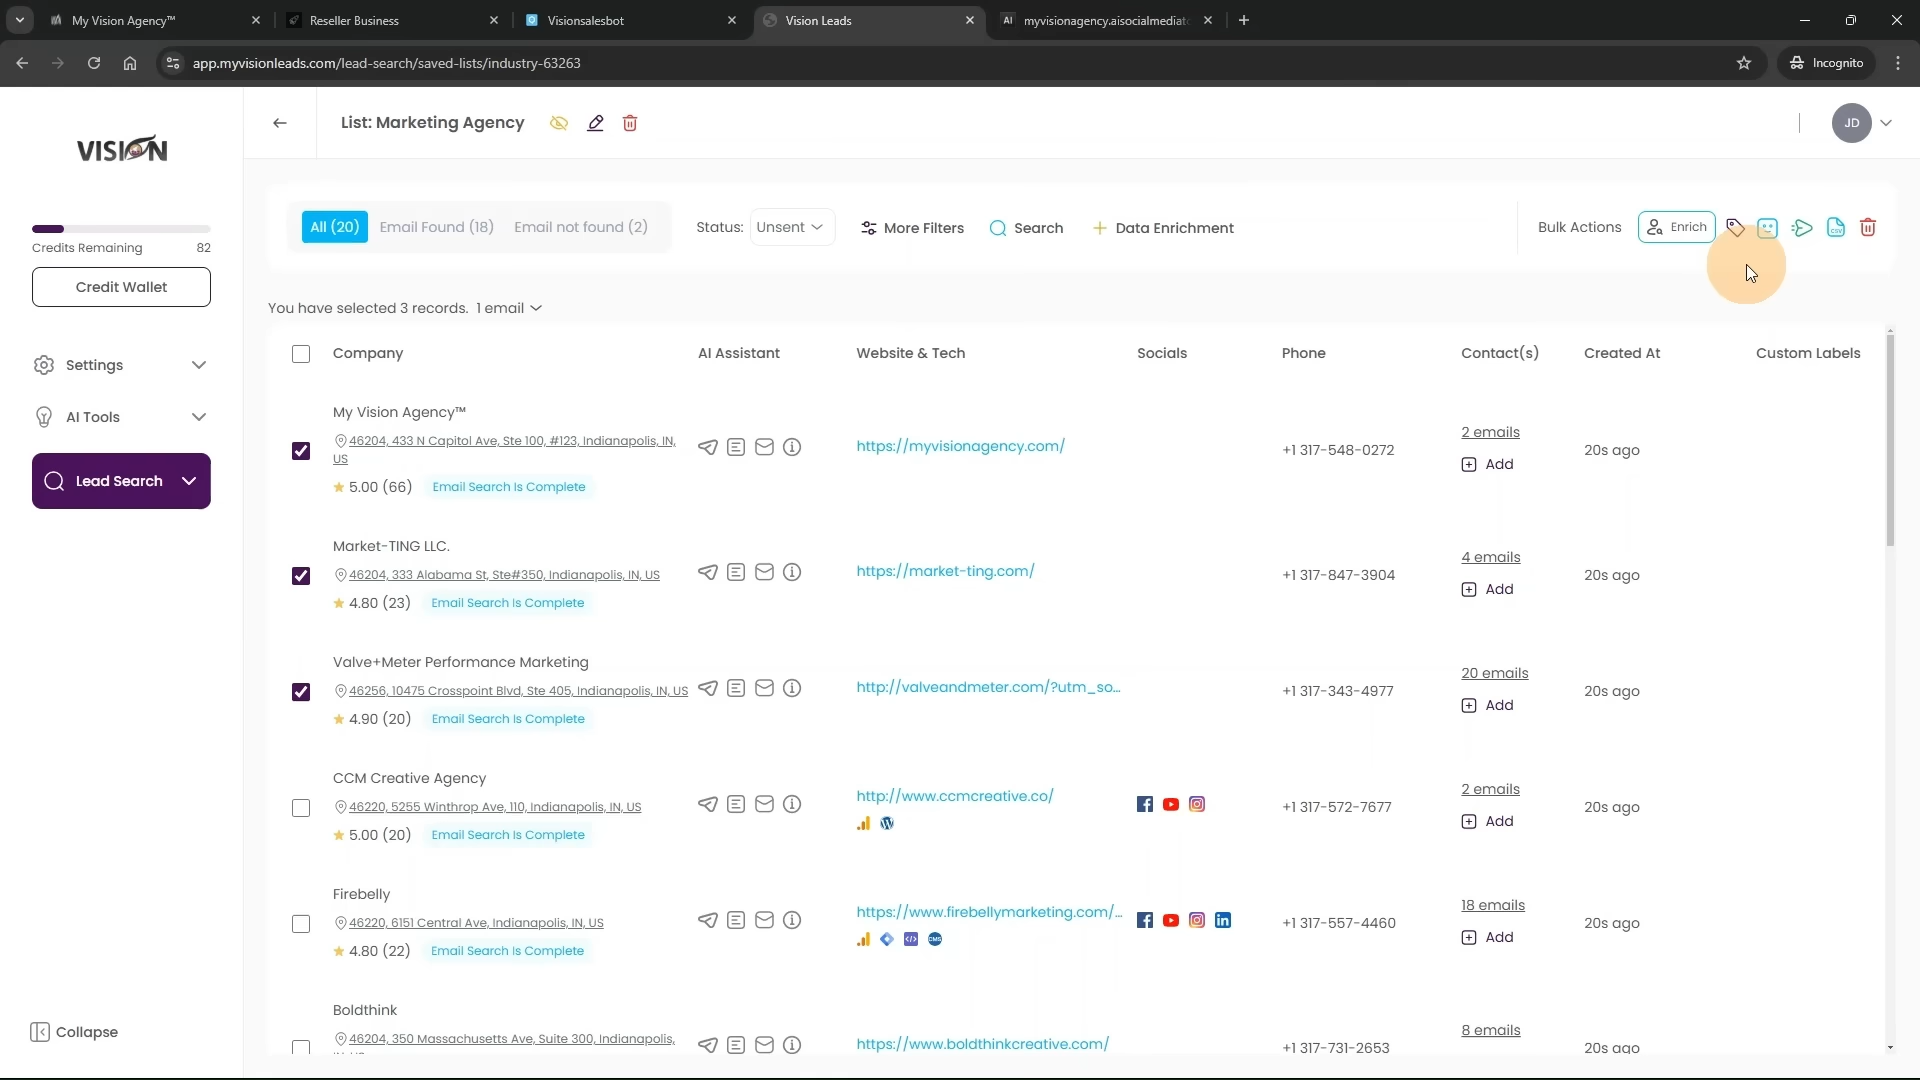 My Vision Agency™
Reseller Business
Visionsalesbot
Vision Leads
myvisionagency.aisocialmediat
app.myvisionleads.com/lead-search/saved-lists/industry-63263
Incognito
VISION
List: Marketing Agency
JD
Credits Remaining 82
Credit Wallet
Settings
AI Tools
Lead Search
Collapse
All (20) Email Found (18) Email not found (2) Status: Unsent More Filters Search Data Enrichment Bulk Actions Enrich
You have selected 3 records. 1 email
Company AI Assistant Website & Tech Socials Phone Contact(s) Created At Custom Labels
My Vision Agency™
46204, 433 N Capitol Ave, Ste 100, #123, Indianapolis, IN,
US
5.00 (66) Email Search Is Complete
https://myvisionagency.com/
+1 317-548-0272
2 emails
Add
20s ago
Market-TING LLC.
46204, 333 Alabama St, Ste#350, Indianapolis, IN, US
4.80 (23) Email Search Is Complete
https://market-ting.com/
+1 317-847-3904
4 emails
Add
20s ago
Valve+Meter Performance Marketing
46256, 10475 Crosspoint Blvd, Ste 405, Indianapolis, IN, US
4.90 (20) Email Search Is Complete
http://valveandmeter.com/?utm_so...
+1 317-343-4977
20 emails
Add
20s ago
CCM Creative Agency
46220, 5255 Winthrop Ave, 110, Indianapolis, IN, US
5.00 (20) Email Search Is Complete
http://www.ccmcreative.co/
+1 317-572-7677
2 emails
Add
20s ago
Firebelly
46220, 6151 Central Ave, Indianapolis, IN, US
4.80 (22) Email Search Is Complete
https://www.firebellymarketing.com/...
+1 317-557-4460
18 emails
Add
20s ago
Boldthink
46204, 350 Massachusetts Ave, Suite 300, Indianapolis,
https://www.boldthinkcreative.com/
+1 317-731-2653
8 emails
20s ago